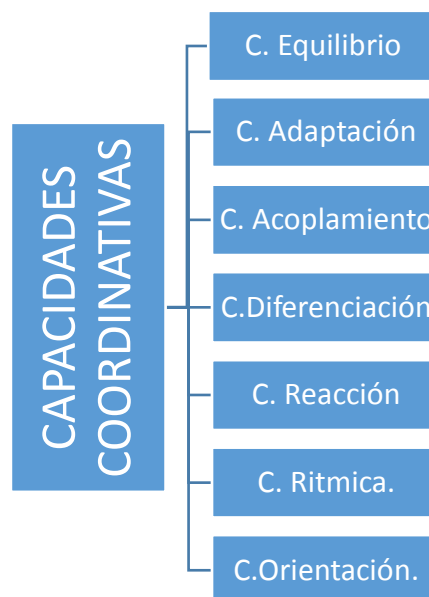 CAPACIDADES
COORDINATIVAS
C. Equilibrio
C. Adaptación
C. Acoplamiento
C.Diferenciación
C. Reacción
C. Ritmica.
C.Orientación.